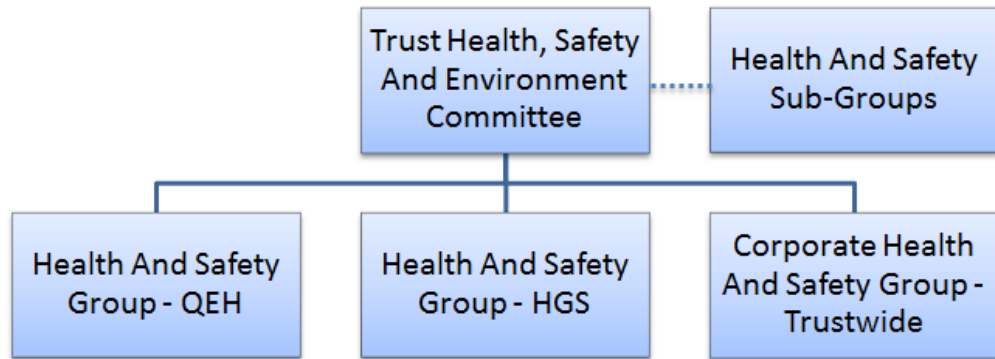 Trust Health, Safety
And Environment
Committee
Health And Safety
Sub-Groups
Health And Safety
Group - QEH
Health And Safety
Group - HGS
Corporate Health
And Safety Group -
Trustwide